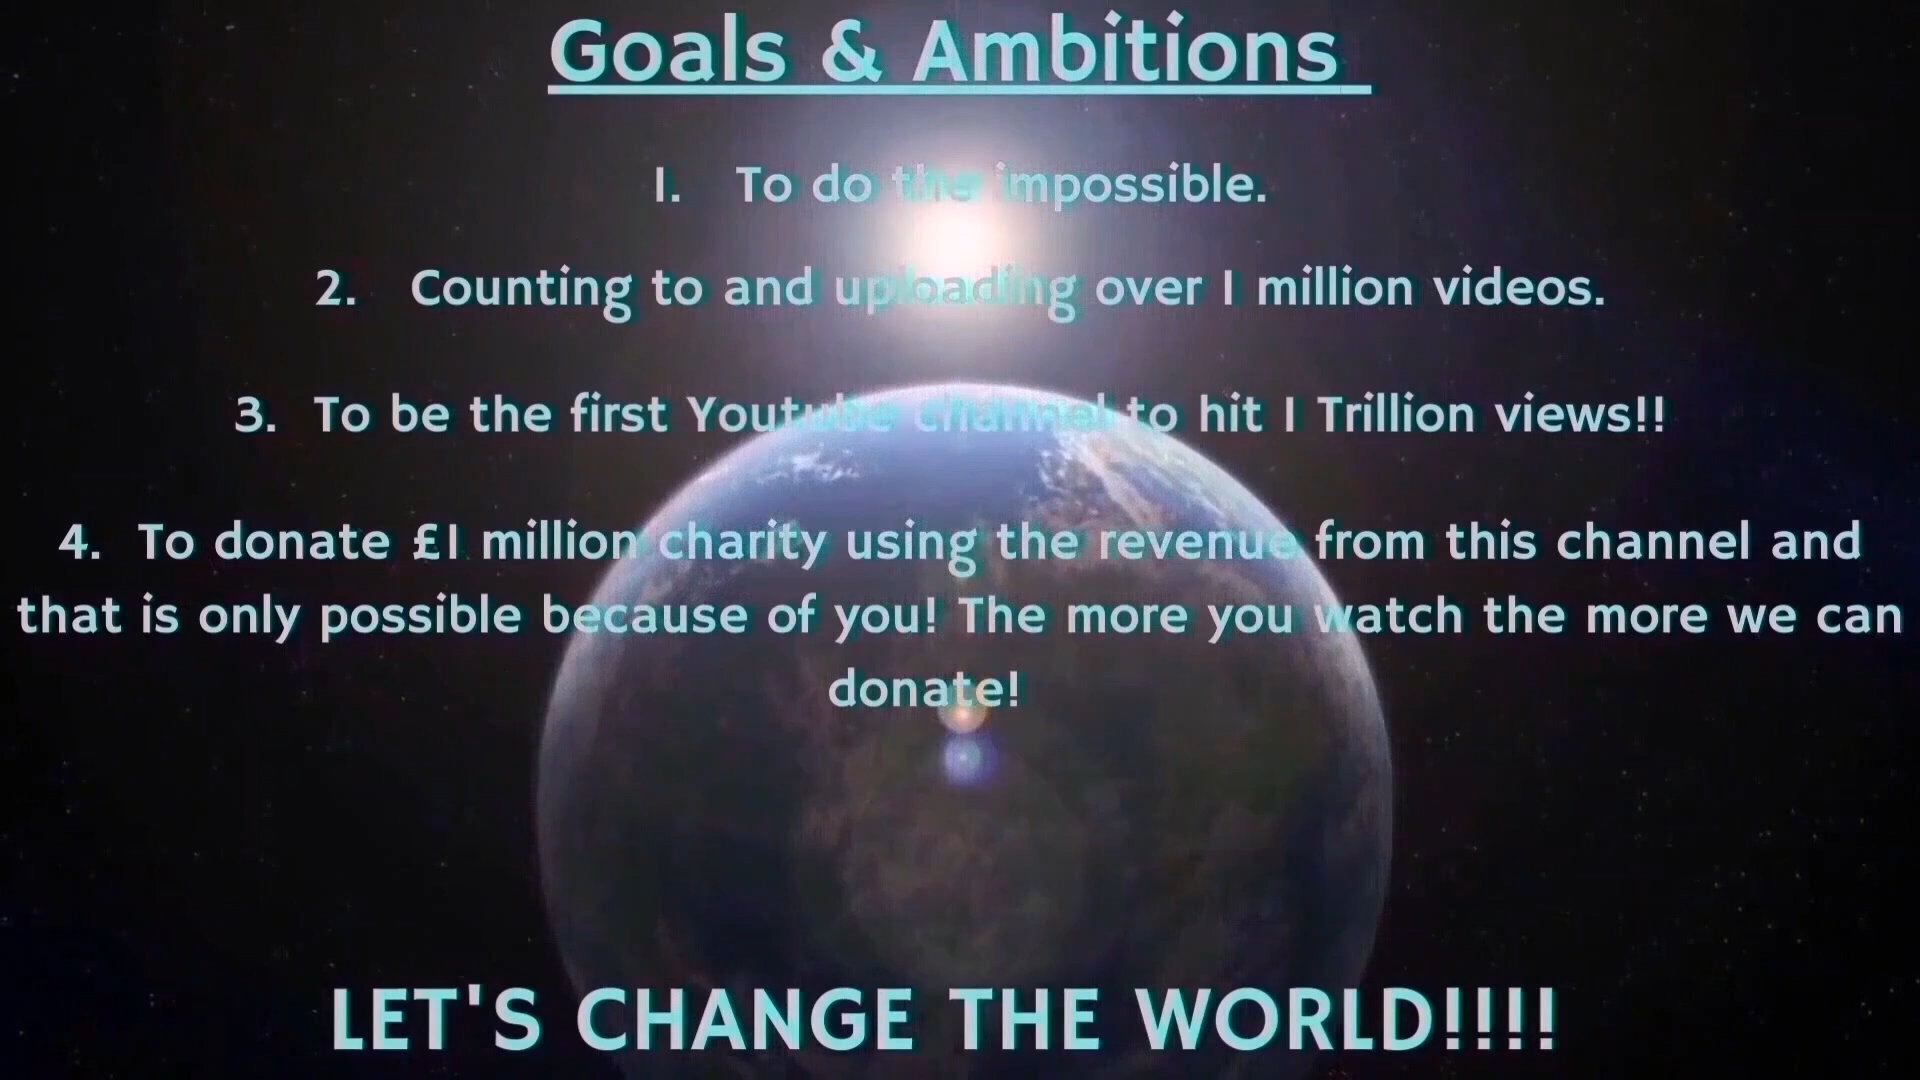 Goals & Ambitions
1. To do the impossible.
2. Counting to and uploading over 1 million videos.
3. To be the first Youtube channel to hit 1 Trillion views!!
4. To donate £1 million charity using the revenue from this channel and
that is only possible because of you! The more you watch the more we can
donate!
LET'S CHANGE THE WORLD!!!!